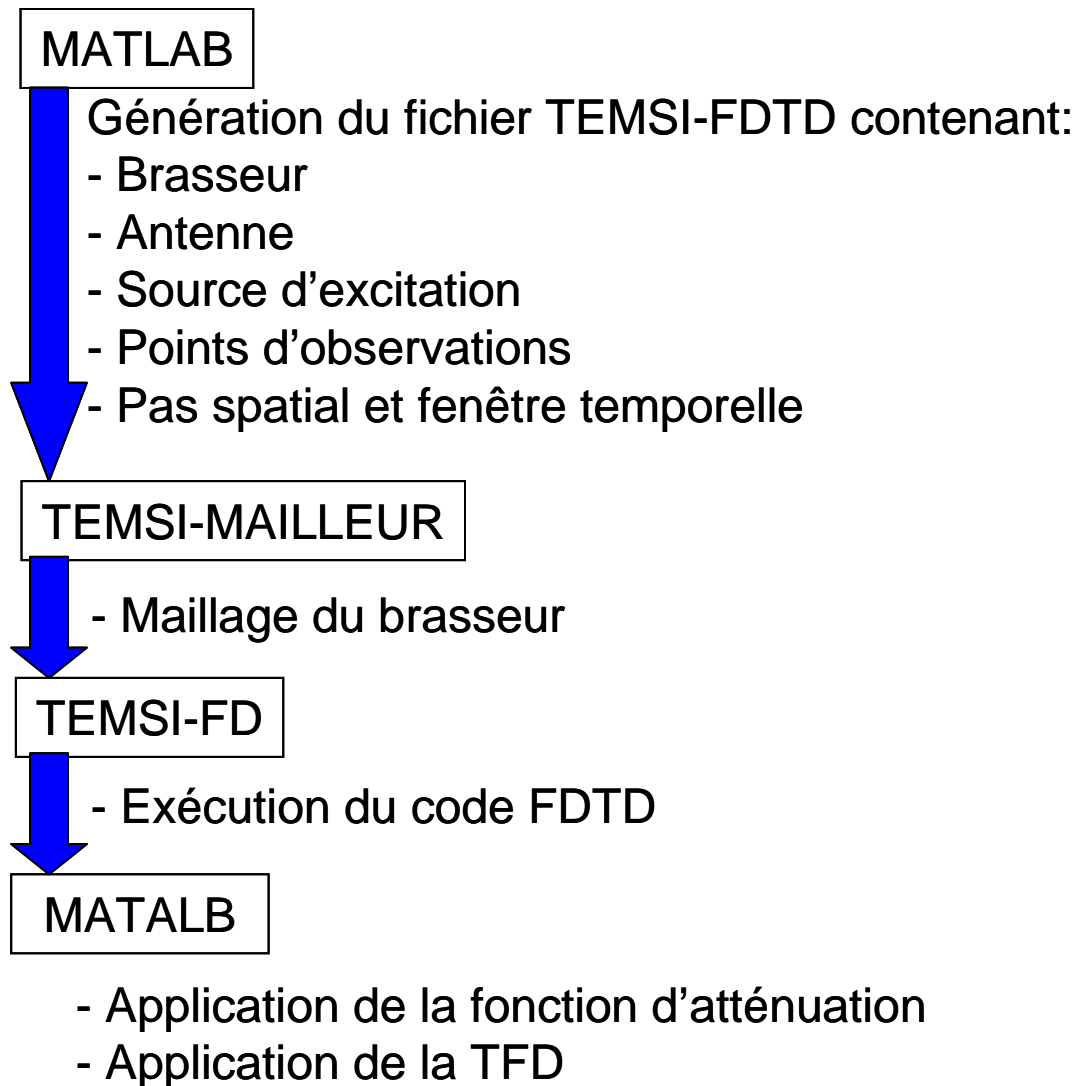 MATLAB
Génération du fichier TEMSI-FDTD contenant:
- Brasseur
- Antenne
- Source d’excitation
- Points d’observations
- Pas spatial et fenêtre temporelle
TEMSI-MAILLEUR
- Maillage du brasseur
TEMSI-FD
- Exécution du code FDTD
MATALB
- Application de la fonction d’atténuation
- Application de la TFD